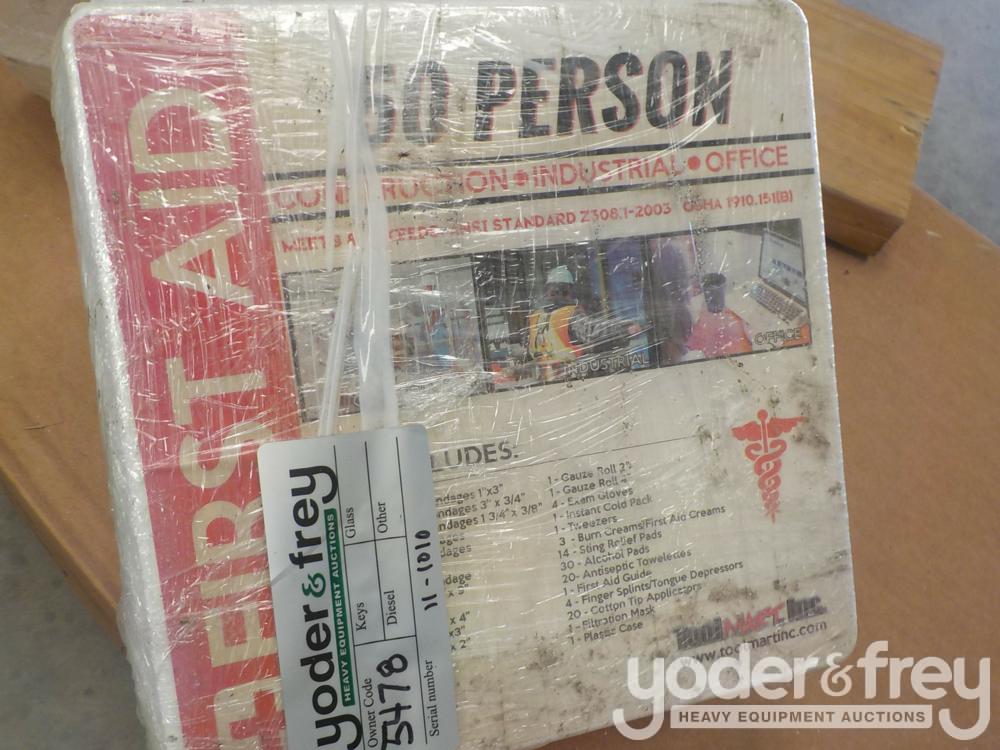 FIRST AID
50 PERSON
CONSTRUCTION • INDUSTRIAL • OFFICE
ANSI STANDARD Z308.1-2003 OSHA 1910.151(B)
INDUSTRIAL
OFFICE
1 - Gauze Roll 2"
1 - Gauze Roll 4"
4 - Exam Gloves
1 - Instant Cold Pack
1 - Tweezers
3 - Burn Creams/First Aid Creams
14 - Sting Relief Pads
30 - Alcohol Pads
20 - Antiseptic Towelettes
1 - First Aid Guide
4 - Finger Splints/Tongue Depressors
20 - Cotton Tip Applicators
1 - Filtration Mask
1 - Plastic Case
ToolMart Inc.
www.toolmartinc.com
yoder & frey
HEAVY EQUIPMENT AUCTIONS
Keys
Glass
Diesel
Other
Owner Code
5478
Serial number
11-1010
yoder & frey
HEAVY EQUIPMENT AUCTIONS